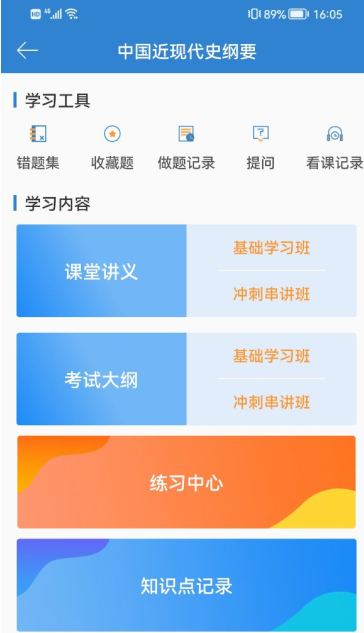 HD 89% 16:05
中国近现代史纲要
学习工具
错题集 收藏题 做题记录 提问 看课记录
学习内容
课堂讲义
基础学习班
冲刺串讲班
考试大纲
基础学习班
冲刺串讲班
练习中心
知识点记录